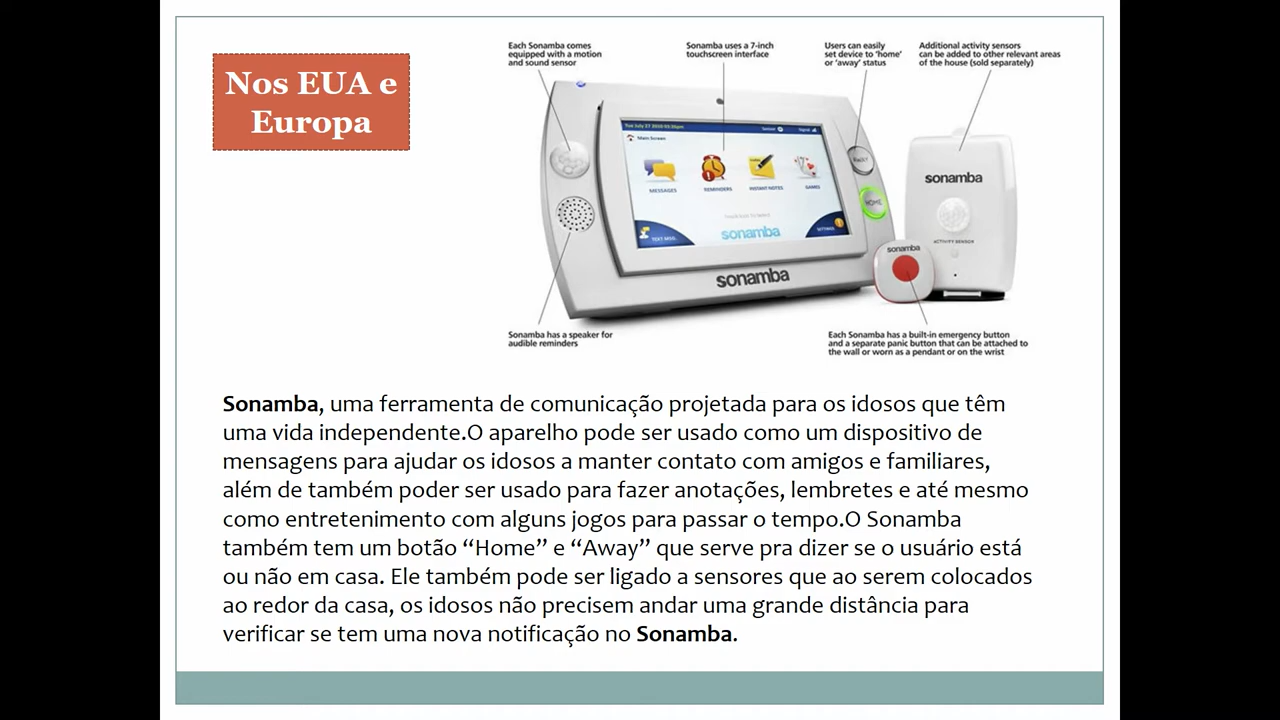 Nos EUA e
Europa
Each Sonamba comes
equipped with a motion
and sound sensor
Sonamba uses a 7-inch
touchscreen interface
Users can easily
set device to ‘home’
or ‘away’ status
Additional activity sensors
can be added to other relevant areas
of the house (sold separately)
Main Screen
MESSAGES
REMINDERS
INSTANT NOTES
GAMES
AWAY
HOME
TEXT MSG
sonamba
SETTINGS
sonamba
sonamba
ACTIVITY SENSOR
sonamba
Sonamba has a speaker for
audible reminders
Each Sonamba has a built-in emergency button
and a separate panic button that can be attached to
the wall or worn as a pendant or on the wrist
Sonamba, uma ferramenta de comunicação projetada para os idosos que têm
uma vida independente.O aparelho pode ser usado como um dispositivo de
mensagens para ajudar os idosos a manter contato com amigos e familiares,
além de também poder ser usado para fazer anotações, lembretes e até mesmo
como entretenimento com alguns jogos para passar o tempo.O Sonamba
também tem um botão “Home” e “Away” que serve pra dizer se o usuário está
ou não em casa. Ele também pode ser ligado a sensores que ao serem colocados
ao redor da casa, os idosos não precisem andar uma grande distância para
verificar se tem uma nova notificação no Sonamba.